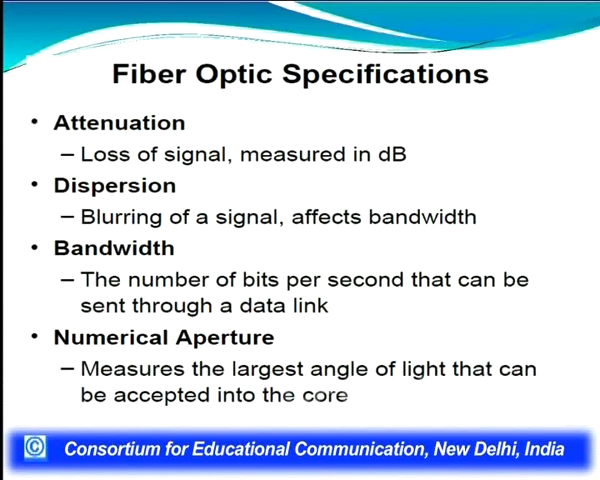 Fiber Optic Specifications
• Attenuation
– Loss of signal, measured in dB
• Dispersion
– Blurring of a signal, affects bandwidth
• Bandwidth
– The number of bits per second that can be
sent through a data link
• Numerical Aperture
– Measures the largest angle of light that can
be accepted into the core
© Consortium for Educational Communication, New Delhi, India